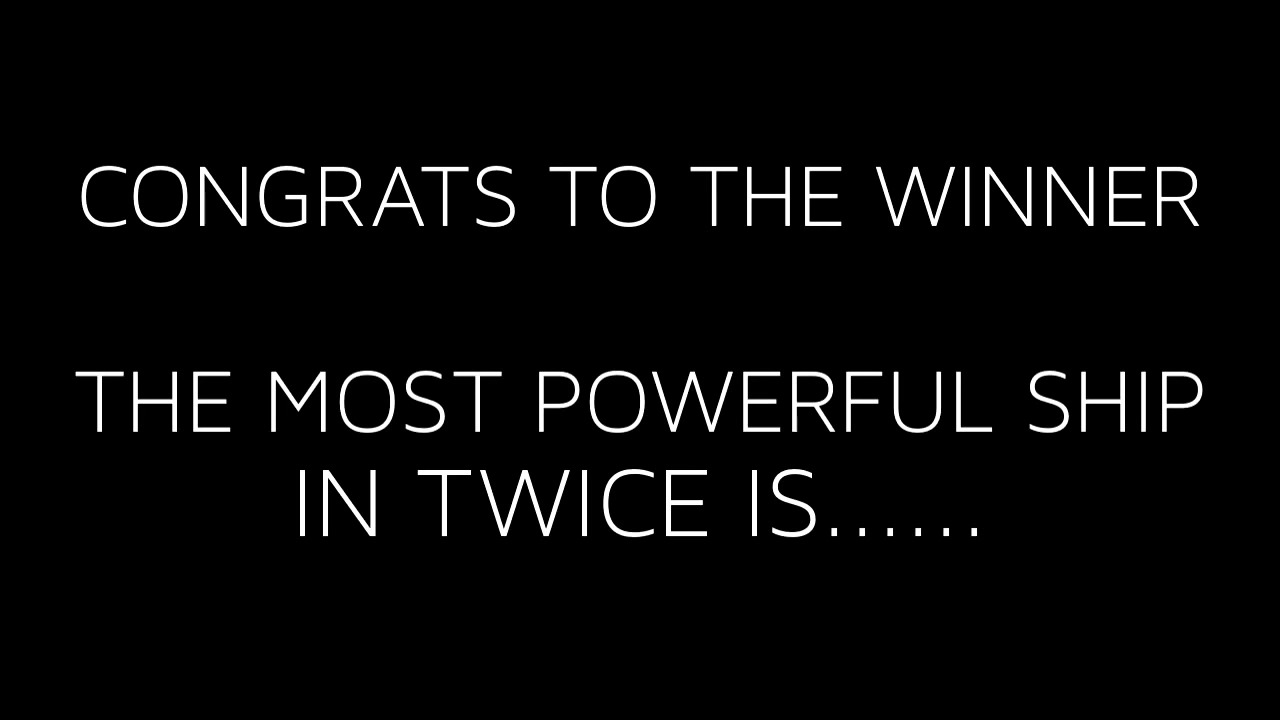 CONGRATS TO THE WINNER
THE MOST POWERFUL SHIP
IN TWICE IS......